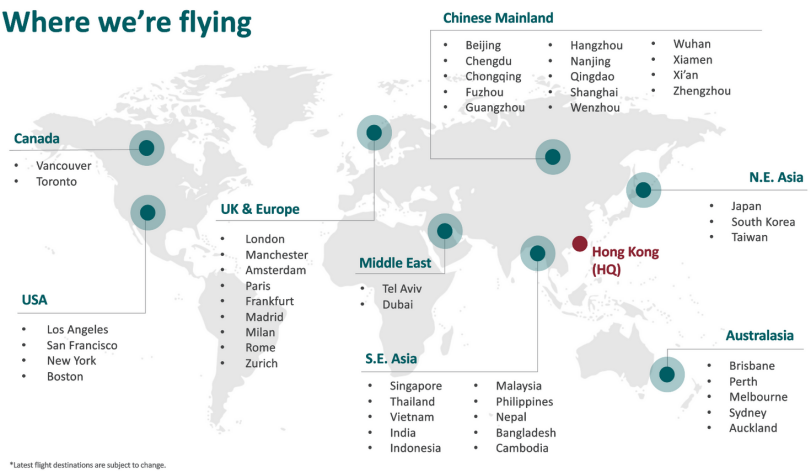 Where we're flying
Chinese Mainland
• Beijing
• Chengdu
• Chongqing
• Fuzhou
• Guangzhou
• Hangzhou
• Nanjing
• Qingdao
• Shanghai
• Wenzhou
• Wuhan
• Xiamen
• Xi'an
• Zhengzhou
Canada
• Vancouver
• Toronto
USA
• Los Angeles
• San Francisco
• New York
• Boston
UK & Europe
• London
• Manchester
• Amsterdam
• Paris
• Frankfurt
• Madrid
• Milan
• Rome
• Zurich
Middle East
• Tel Aviv
• Dubai
S.E. Asia
• Singapore
• Thailand
• Vietnam
• India
• Indonesia
• Malaysia
• Philippines
• Nepal
• Bangladesh
• Cambodia
N.E. Asia
• Japan
• South Korea
• Taiwan
Hong Kong
(HQ)
Australasia
• Brisbane
• Perth
• Melbourne
• Sydney
• Auckland
*Latest flight destinations are subject to change.